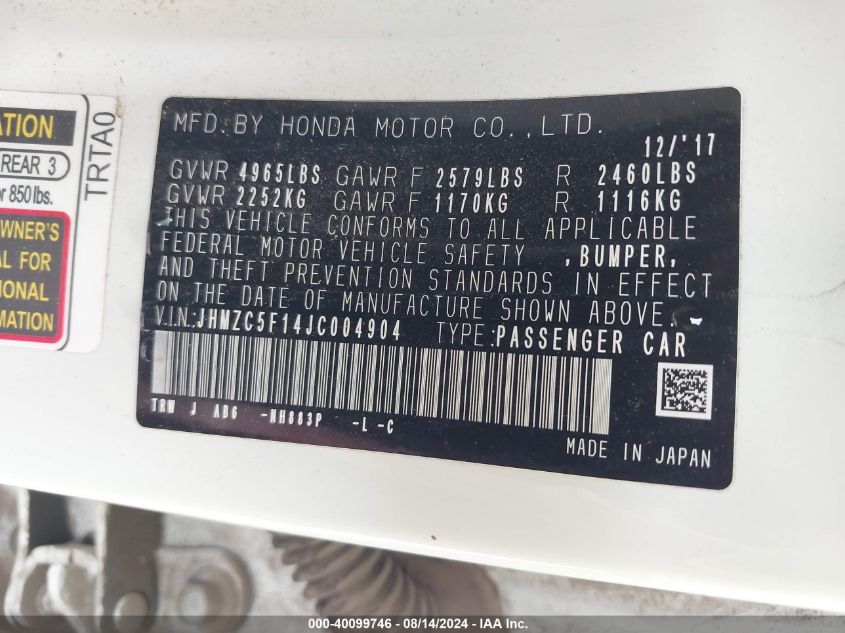 ATION
REAR 3
or 850 lbs.
WNER'S
AL FOR
IONAL
MATION
TRTA0
MFD. BY HONDA MOTOR CO., LTD.
12/'17
GVWR 4965LBS GAWR F 2579LBS R 2460LBS
GVWR 2252KG GAWR F 1170KG R 1116KG
THIS VEHICLE CONFORMS TO ALL APPLICABLE
FEDERAL MOTOR VEHICLE SAFETY , BUMPER,
AND THEFT PREVENTION STANDARDS IN EFFECT
ON THE DATE OF MANUFACTURE SHOWN ABOVE.
V.I.N.:JHMZC5F14JC004904 TYPE:PASSENGER CAR
TRW J AB6 -NH883P -L -C
MADE IN JAPAN
000-40099746 - 08/14/2024 - IAA Inc.